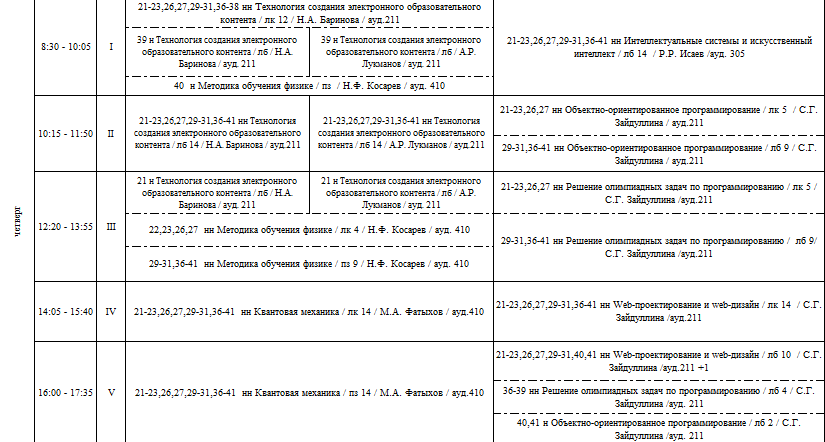 четверг
8:30 - 10:05
I
21-23,26,27,29-31,36-38 нн Технология создания электронного образовательного
контента / лк 12 / Н.А. Баринова / ауд.211
39 н Технология создания электронного
образовательного контента / лб / Н.А.
Баринова / ауд. 211
39 н Технология создания электронного
образовательного контента / лб / А.Р.
Лукманов / ауд. 211
40 н Методика обучения физике / пз / Н.Ф. Косарев / ауд. 410
21-23,26,27,29-31,36-41 нн Интеллектуальные системы и искусственный
интеллект / лб 14 / Р.Р. Исаев /ауд. 305
10:15 - 11:50
II
21-23,26,27,29-31,36-41 нн Технология
создания электронного образовательного
контента / лб 14 / Н.А. Баринова / ауд.211
21-23,26,27,29-31,36-41 нн Технология
создания электронного образовательного
контента / лб 14 / А.Р. Лукманов / ауд.211
21-23,26,27 нн Объектно-ориентированное программирование / лк 5 / С.Г.
Зайдуллина / ауд.211
29-31,36-41 нн Объектно-ориентированное программирование / лб 9 / С.Г.
Зайдуллина / ауд.211
12:20 - 13:55
III
21 н Технология создания электронного
образовательного контента / лб / Н.А.
Баринова / ауд. 211
21 н Технология создания электронного
образовательного контента / лб / А.Р.
Лукманов / ауд. 211
22,23,26,27 нн Методика обучения физике / лк 4 / Н.Ф. Косарев / ауд. 410
29-31,36-41 нн Методика обучения физике / пз 9 / Н.Ф. Косарев / ауд. 410
21-23,26,27 нн Решение олимпиадных задач по программированию / лк 5 /
С.Г. Зайдуллина /ауд.211
29-31,36-41 нн Решение олимпиадных задач по программированию / лб 9/
С.Г. Зайдуллина /ауд.211
14:05 - 15:40
IV
21-23,26,27,29-31,36-41 нн Квантовая механика / лк 14 / М.А. Фатыхов / ауд.410
21-23,26,27,29-31,36-41 нн Web-проектирование и web-дизайн / лк 14 / С.Г.
Зайдуллина /ауд.211
16:00 - 17:35
V
21-23,26,27,29-31,36-41 нн Квантовая механика / пз 14 / М.А. Фатыхов / ауд.410
21-23,26,27,29-31,40,41 нн Web-проектирование и web-дизайн / лб 10 / С.Г.
Зайдуллина /ауд.211 +1
36-39 нн Решение олимпиадных задач по программированию / лб 4 / С.Г.
Зайдуллина /ауд. 211
40,41 н Объектно-ориентированное программирование / лб 2 / С.Г.
Зайдуллина /ауд. 211